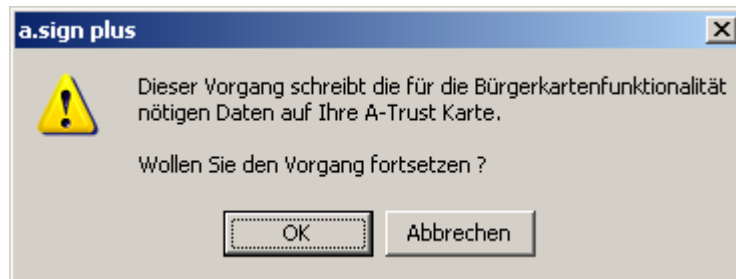 a.sign plus
Dieser Vorgang schreibt die für die Bürgerkartenfunktionalität
nötigen Daten auf Ihre A-Trust Karte.
Wollen Sie den Vorgang fortsetzen ?
OK
Abbrechen